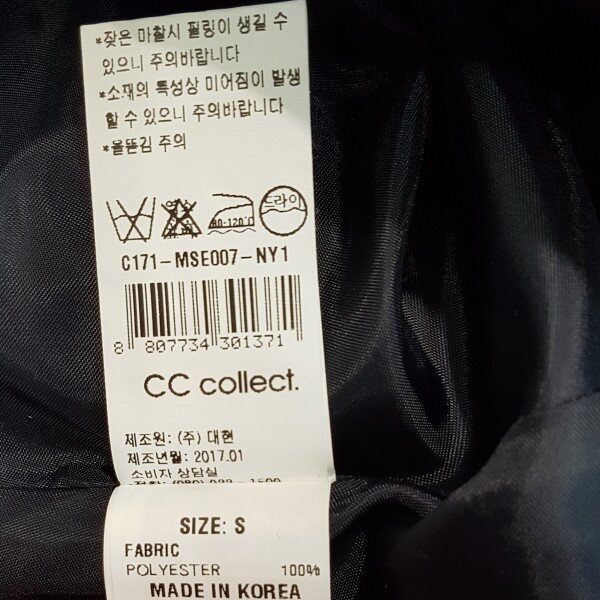 *잦은 마찰시 필링이 생길 수
있으니 주의바랍니다
*소재의 특성상 미어짐이 발생
할 수 있으니 주의바랍니다
*올뜯김 주의
80-120℃ 드라이
C171-MSE007-NY1
8 807734 301371
CC collect.
제조원: (주) 대현
제조년월: 2017.01
소비자 상담실
SIZE: S
FABRIC
POLYESTER 100%
MADE IN KOREA